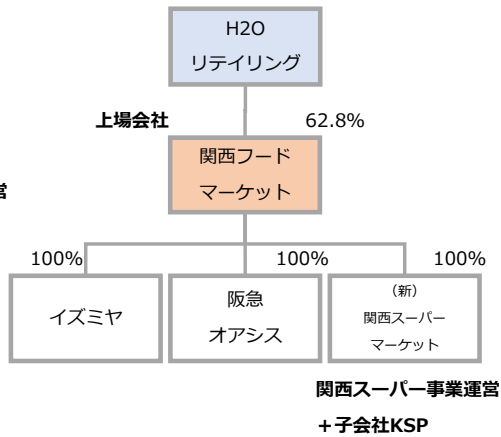 H2O
リテイリング
上場会社
62.8%
関西フード
マーケット
営
100%
100%
100%
イズミヤ
阪急
オアシス
（新）
関西スーパー
マーケット
関西スーパー事業運営
＋子会社KSP